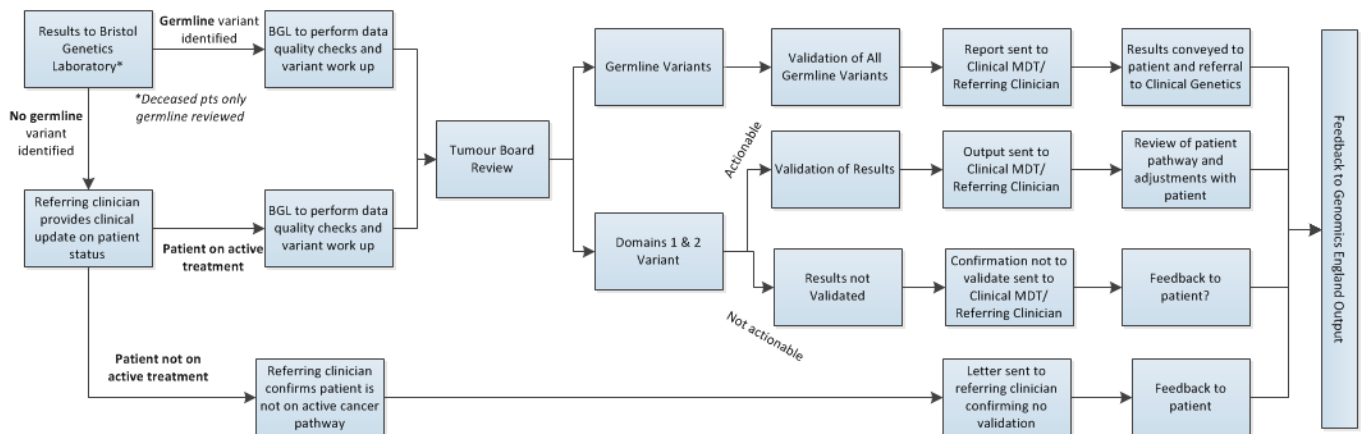 Results to Bristol
Genetics
Laboratory*
Germline variant
identified
BGL to perform data
quality checks and
variant work up
*Deceased pts only
germline reviewed
No germline
variant
identified
Referring clinician
provides clinical
update on patient
status
Patient on active
treatment
BGL to perform data
quality checks and
variant work up
Patient not on
active treatment
Referring clinician
confirms patient is
not on active cancer
pathway
Tumour Board
Review
Germline Variants
Validation of All
Germline Variants
Report sent to
Clinical MDT/
Referring Clinician
Results conveyed to
patient and referral
to Clinical Genetics
Domains 1 & 2
Variant
Actionable
Validation of Results
Output sent to
Clinical MDT/
Referring Clinician
Review of patient
pathway and
adjustments with
patient
Not actionable
Results not
Validated
Confirmation not to
validate sent to
Clinical MDT/
Referring Clinician
Feedback to
patient?
Letter sent to
referring clinician
confirming no
validation
Feedback to
patient
Feedback to Genomics England Output